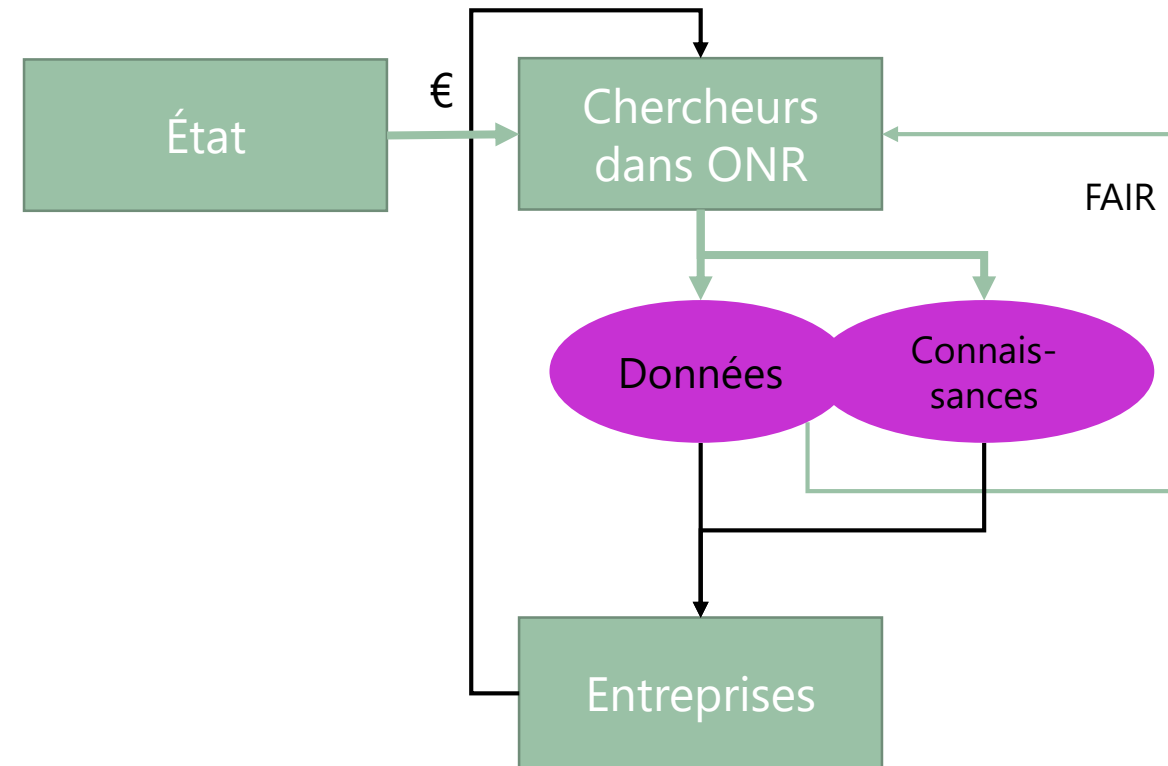 État
€
Chercheurs
dans ONR
FAIR
Données
Connais-
sances
Entreprises